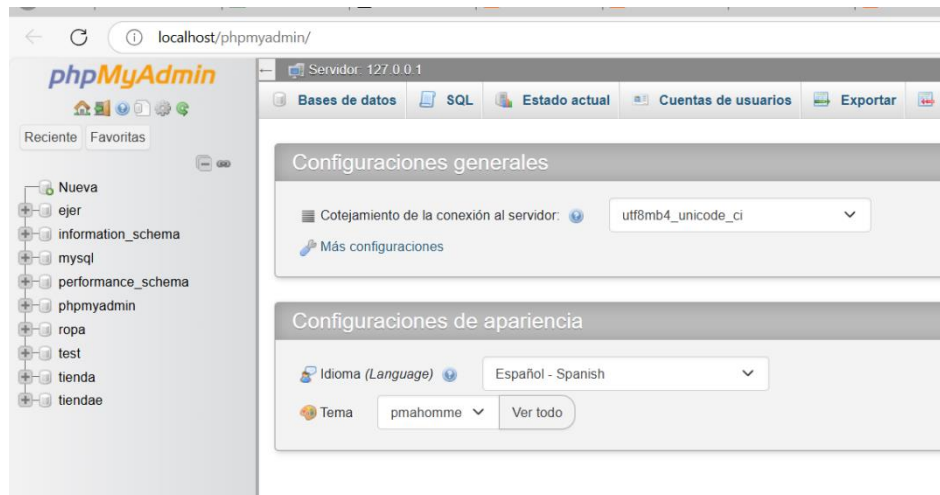 localhost/phpmyadmin/
phpMyAdmin
Reciente Favoritas
Nueva
ejer
information_schema
mysql
performance_schema
phpmyadmin
ropa
test
tienda
tiendae
Servidor: 127.0.0.1
Bases de datos SQL Estado actual Cuentas de usuarios Exportar
Configuraciones generales
Cotejamiento de la conexión al servidor: utf8mb4_unicode_ci
Más configuraciones
Configuraciones de apariencia
Idioma (Language) Español - Spanish
Tema pmahomme Ver todo